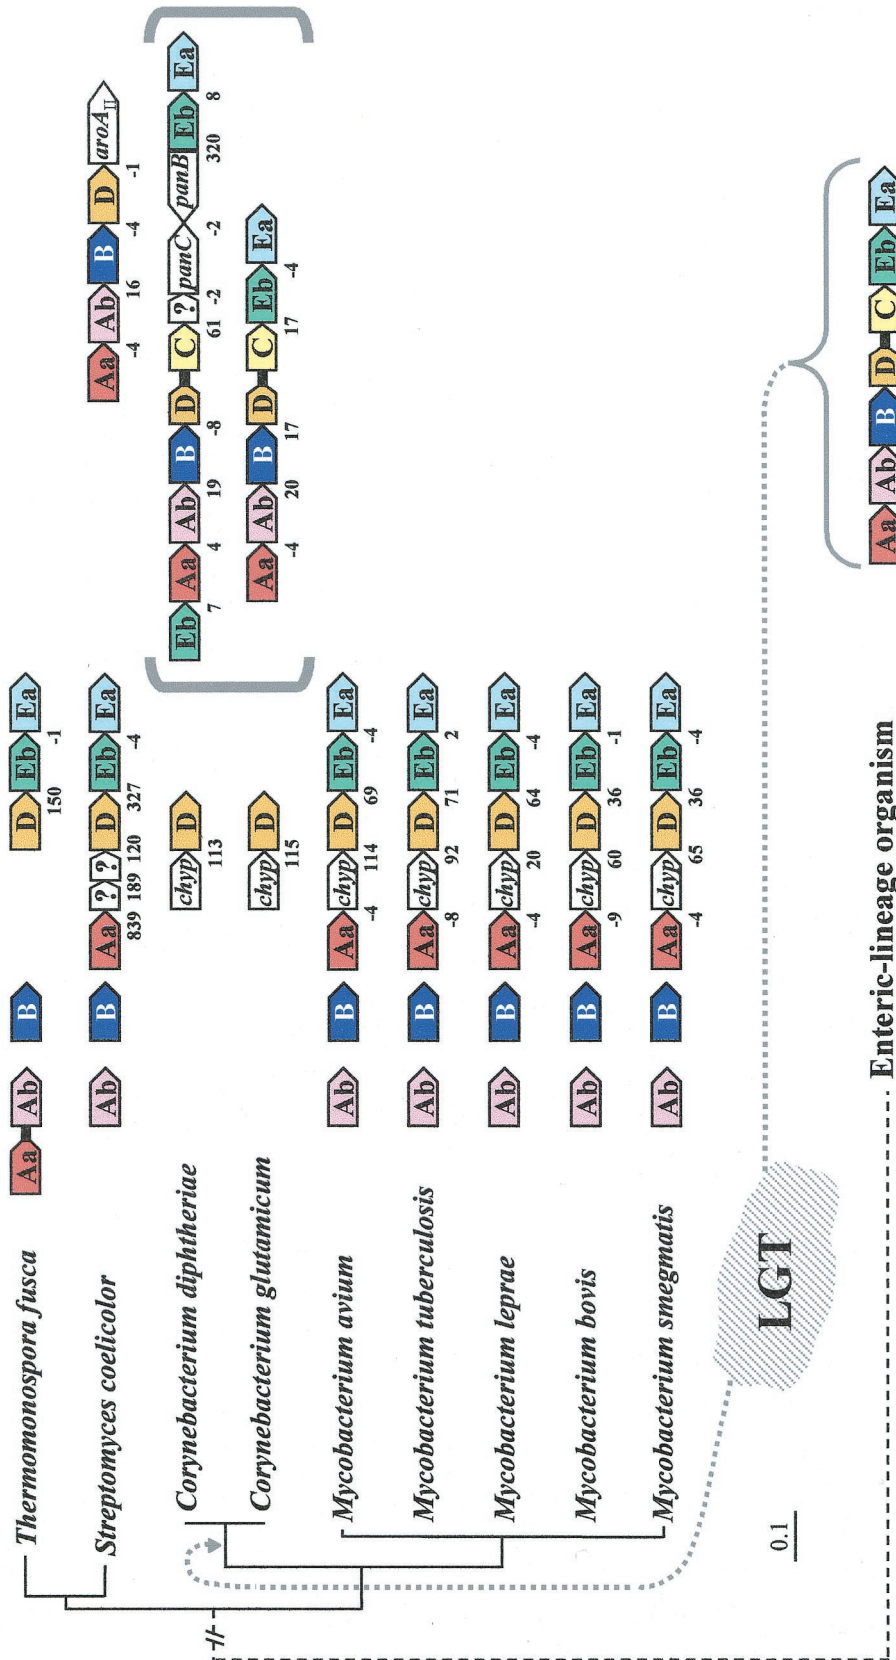 Thermomonospora fusca Aa Ab B D Eb Ea
150 -1
Streptomyces coelicolor Ab B Aa ? ? D Eb Ea Aa Ab B D aroA II
839 189 120 327 -4 -4 16 -4 -1
Corynebacterium diphtheriae chyp D Eb Aa Ab B D C ? panC panB Eb Ea
113 7 4 19 -8 61 -2 -2 320 8
Corynebacterium glutamicum chyp D Aa Ab B D C Eb Ea
115 -4 20 17 17 -4
Mycobacterium avium Ab B Aa chyp D Eb Ea
-4 114 69 -4
Mycobacterium tuberculosis Ab B Aa chyp D Eb Ea
-8 92 71 2
Mycobacterium leprae Ab B Aa chyp D Eb Ea
-4 20 64 -4
Mycobacterium bovis Ab B Aa chyp D Eb Ea
-9 60 36 -1
Mycobacterium smegmatis Ab B Aa chyp D Eb Ea
-4 65 36 -4
0.1
LGT
Enteric-lineage organism Aa Ab B D C Eb Ea